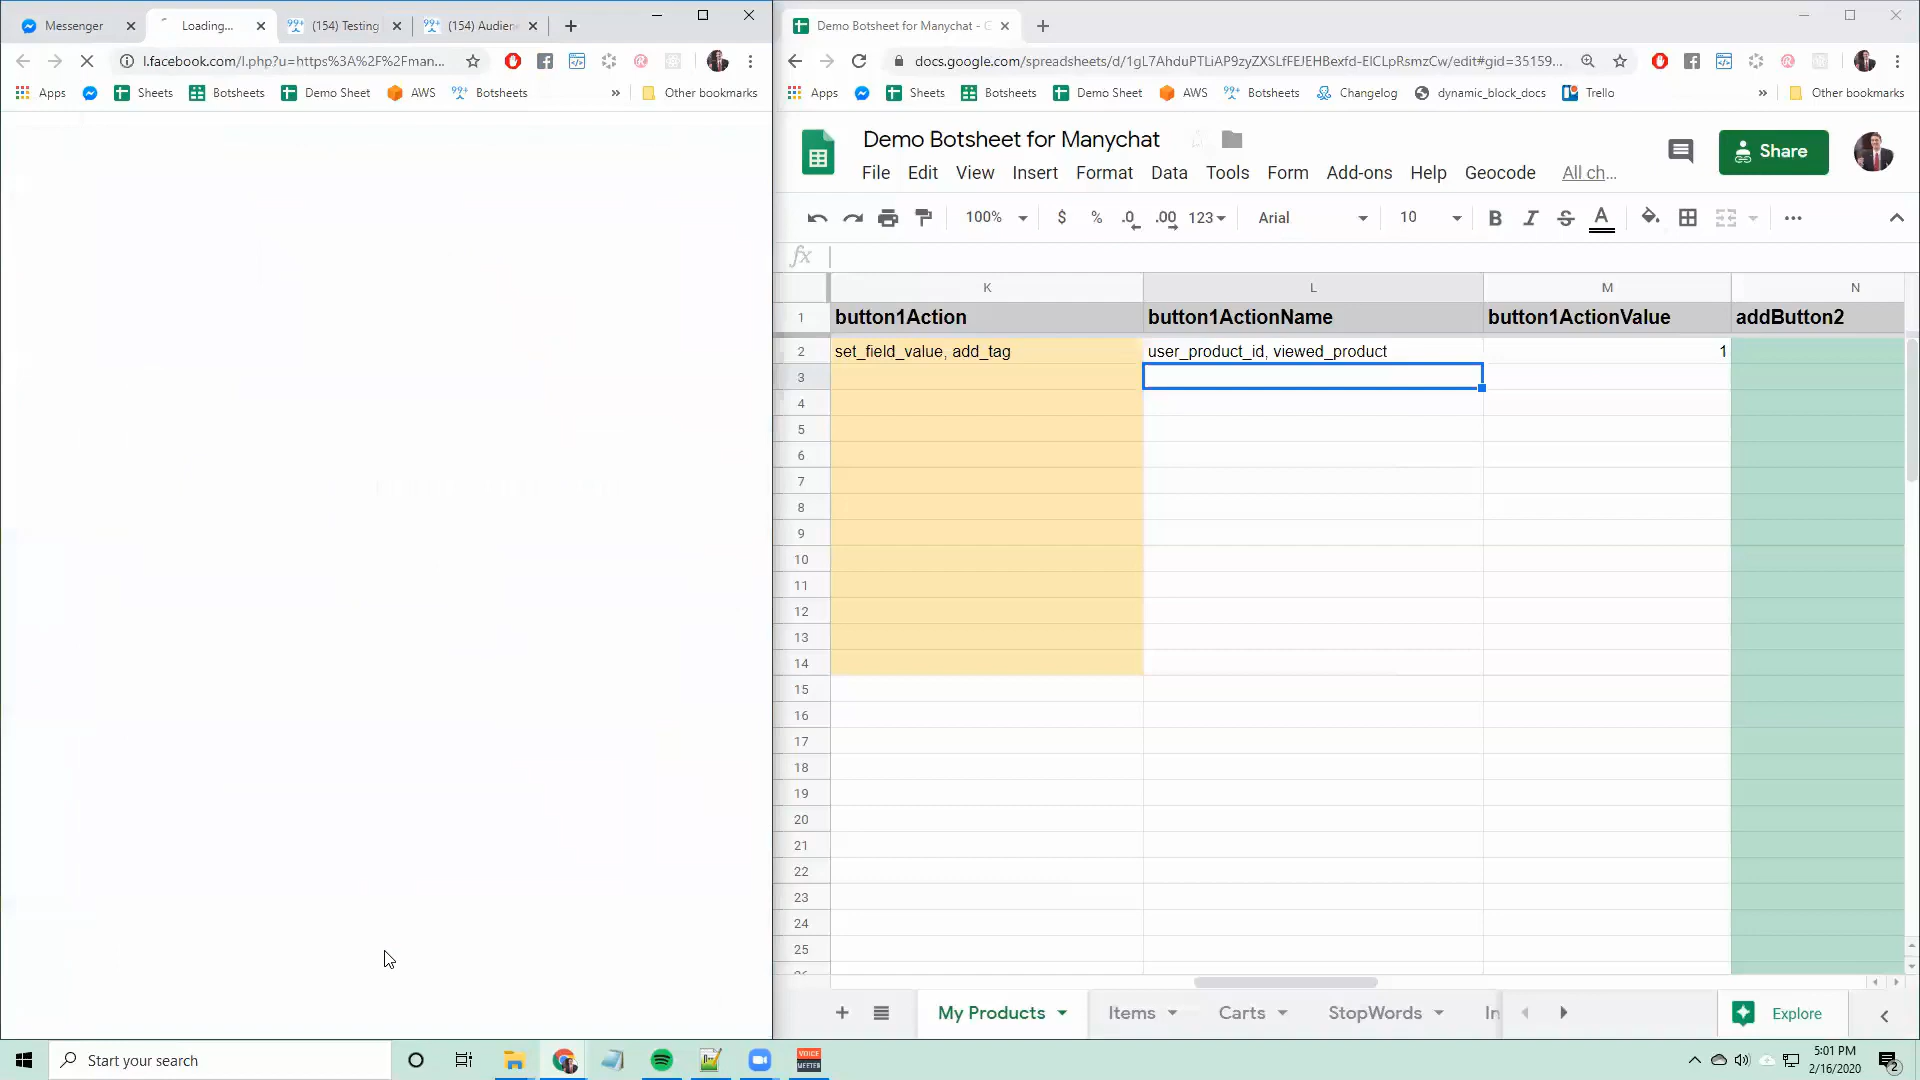 Messenger
Loading...
(154) Testing
(154) Audien
l.facebook.com/l.php?u=https%3A%2F%2Fman...
Apps
Sheets
Botsheets
Demo Sheet
AWS
Botsheets
»
Other bookmarks
Demo Botsheet for Manychat - G
docs.google.com/spreadsheets/d/1gL7AhduPTLiAP9zyZXSLfFEJEHBexfd-ElCLpRsmzCw/edit#gid=35159...
Apps
Sheets
Botsheets
Demo Sheet
AWS
Botsheets
Changelog
dynamic_block_docs
Trello
»
Other bookmarks
Demo Botsheet for Manychat
File Edit View Insert Format Data Tools Form Add-ons Help Geocode All ch...
Share
100% $ % .0 .00 123 Arial 10 B I S A
fx
K L M N
1 button1Action button1ActionName button1ActionValue addButton2
2 set_field_value, add_tag user_product_id, viewed_product 1
3
4
5
6
7
8
9
10
11
12
13
14
15
16
17
18
19
20
21
22
23
24
25
My Products Items Carts StopWords In
Explore
Start your search
VOICE
MEETER
5:01 PM
2/16/2020
2